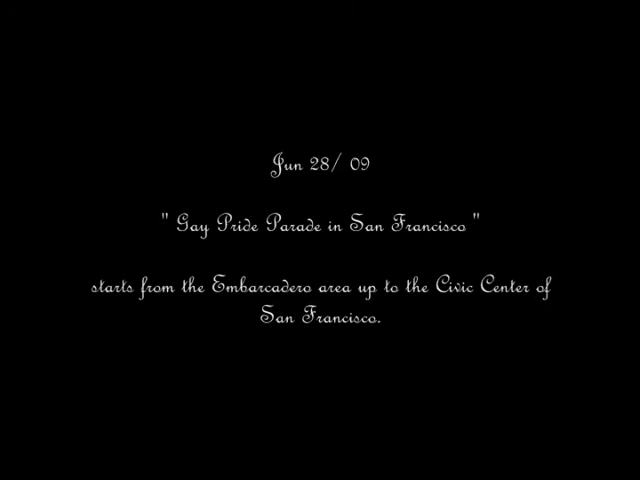 Jun 28/ 09
" Gay Pride Parade in San Francisco "
starts from the Embarcadero area up to the Civic Center of
San Francisco.